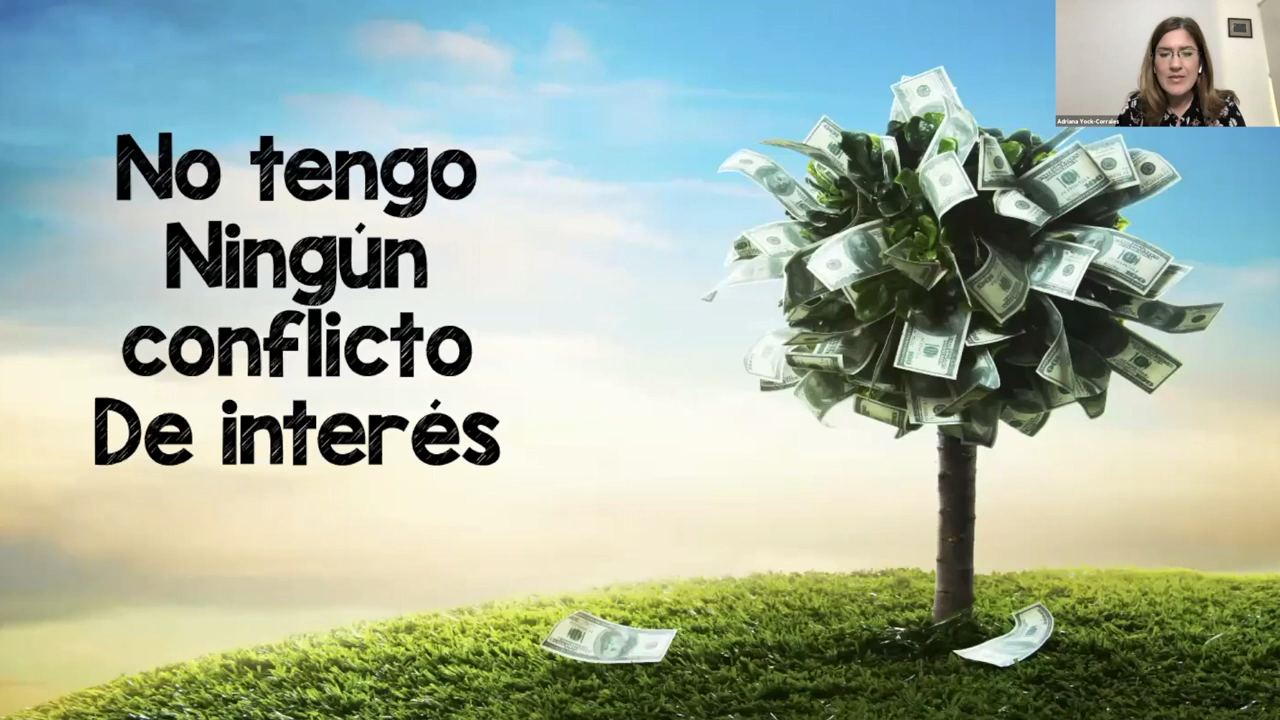 No tengo
Ningún
conflicto
De interés
Adriana Yock-Corrales